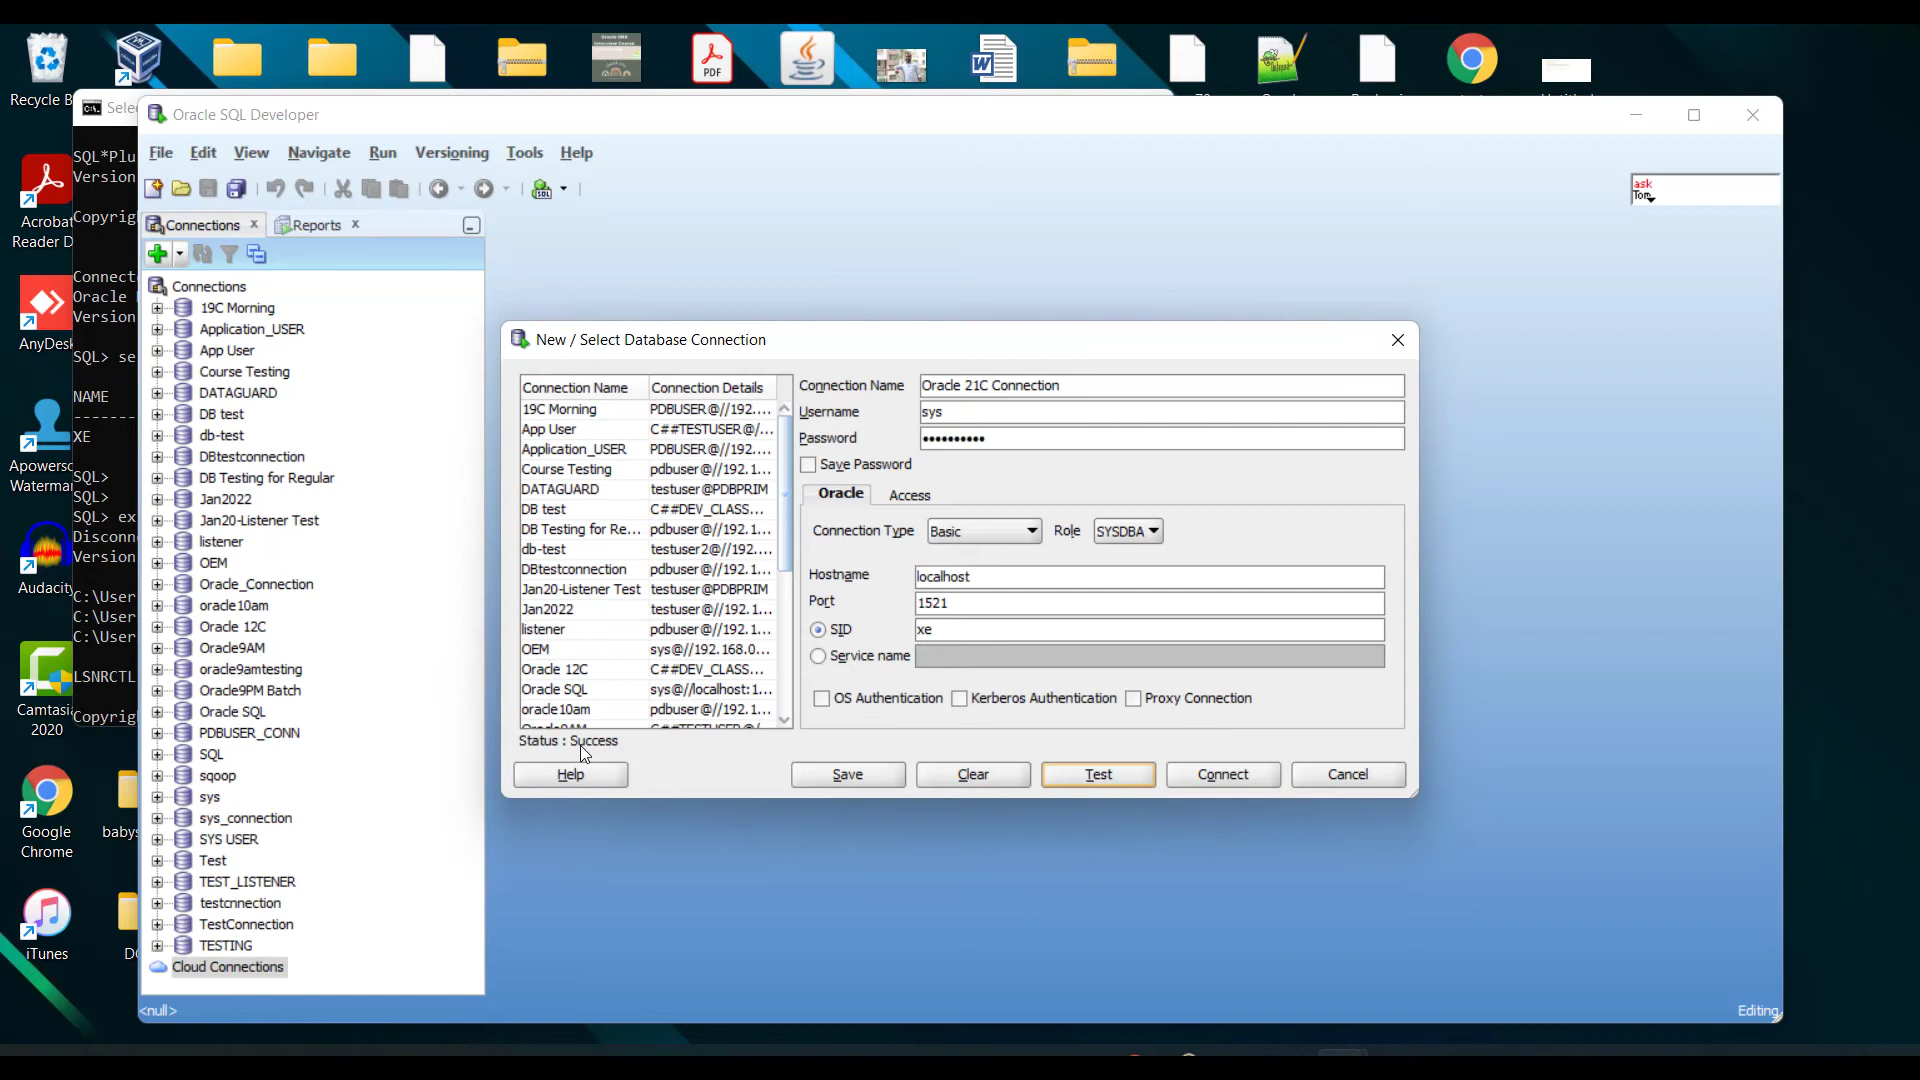 Recycle B
Acrobat
Reader D
AnyDesk
Apowersc
Watermar
Audacity
Camtasia
2020
Google
Chrome
babys
iTunes
DC
PDF
Sele
SQL*Plu
Version
Copyrig
Connect
Oracle
Version
SQL> se
NAME
XE
SQL>
SQL>
SQL> ex
Disconn
Version
C:\User
C:\User
C:\User
LSNRCTL
Copyrig
Oracle SQL Developer
File Edit View Navigate Run Versioning Tools Help
SQL
ask
Tom
Connections x Reports x
Connections
19C Morning
Application_USER
App User
Course Testing
DATAGUARD
DB test
db-test
DBtestconnection
DB Testing for Regular
Jan2022
Jan20-Listener Test
listener
OEM
Oracle_Connection
oracle10am
Oracle 12C
Oracle9AM
oracle9amtesting
Oracle9PM Batch
Oracle SQL
PDBUSER_CONN
SQL
sqoop
sys
sys_connection
SYS USER
Test
TEST_LISTENER
testcnnection
TestConnection
TESTING
Cloud Connections
<null>
Editing
New / Select Database Connection
Connection Name Connection Details
19C Morning PDBUSER@//192....
App User C##TESTUSER@/...
Application_USER PDBUSER@//192....
Course Testing pdbuser@//192.1...
DATAGUARD testuser@PDBPRIM
DB test C##DEV_CLASS...
DB Testing for Re... pdbuser@//192.1...
db-test testuser2@//192....
DBtestconnection pdbuser@//192.1...
Jan20-Listener Test testuser@PDBPRIM
Jan2022 testuser@//192.1...
listener pdbuser@//192.1...
OEM sys@//192.168.0...
Oracle 12C C##DEV_CLASS...
Oracle SQL sys@//localhost:1...
oracle10am pdbuser@//192.1...
Oracle9AM C##TESTUSER@/
Status : Success
Connection Name Oracle 21C Connection
Username sys
Password ••••••••••
Save Password
Oracle Access
Connection Type Basic Role SYSDBA
Hostname localhost
Port 1521
SID xe
Service name
OS Authentication Kerberos Authentication Proxy Connection
Help Save Clear Test Connect Cancel